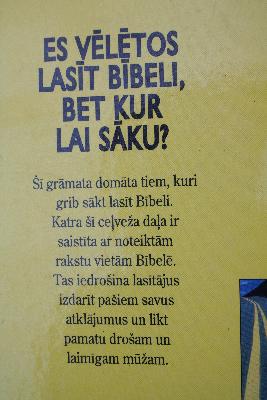 ES VĒLĒTOS
LASĪT BĪBELI,
BET KUR
LAI SĀKU?
Šī grāmata domāta tiem, kuri
grib sākt lasīt Bībeli.
Katra šī ceļveža daļa ir
saistīta ar noteiktām
rakstu vietām Bībelē.
Tas iedrošina lasītājus
izdarīt pašiem savus
atklājumus un likt
pamatu drošam un
laimīgam mūžam.